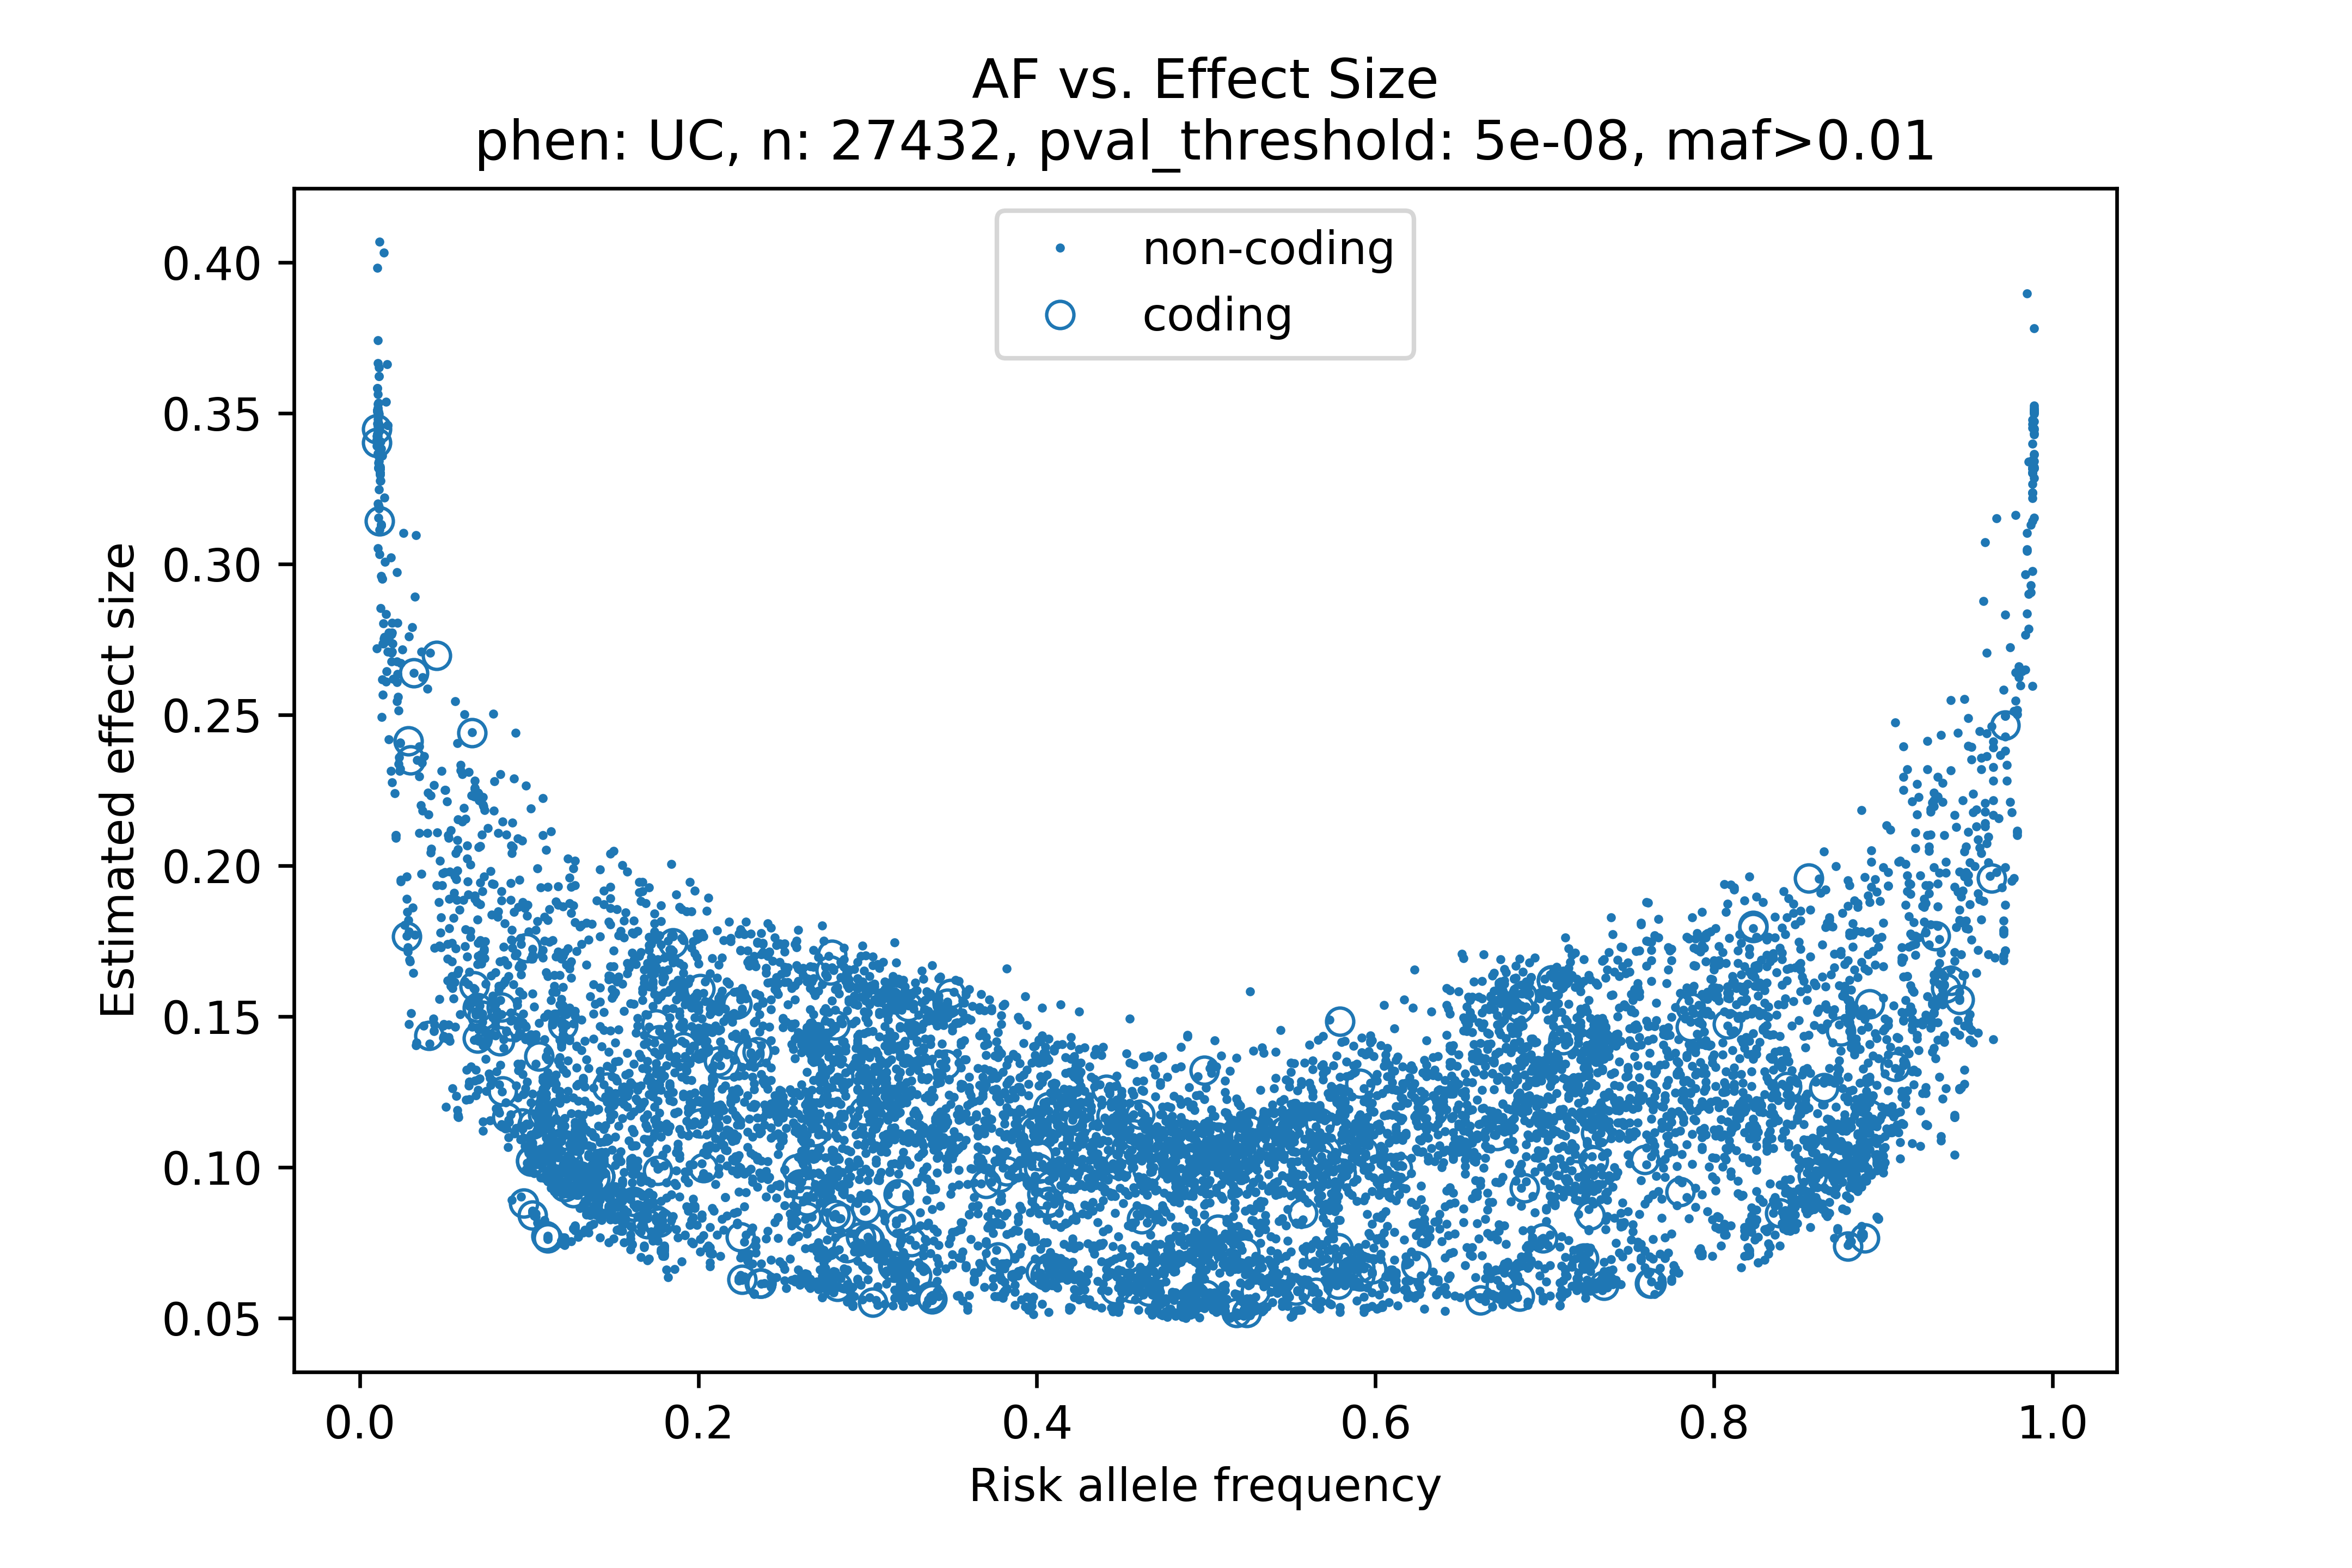 AF vs. Effect Size
phen: UC, n: 27432, pval_threshold: 5e-08, maf>0.01
non-coding
coding
Estimated effect size
0.40
0.35
0.30
0.25
0.20
0.15
0.10
0.05
0.0 0.2 0.4 0.6 0.8 1.0
Risk allele frequency